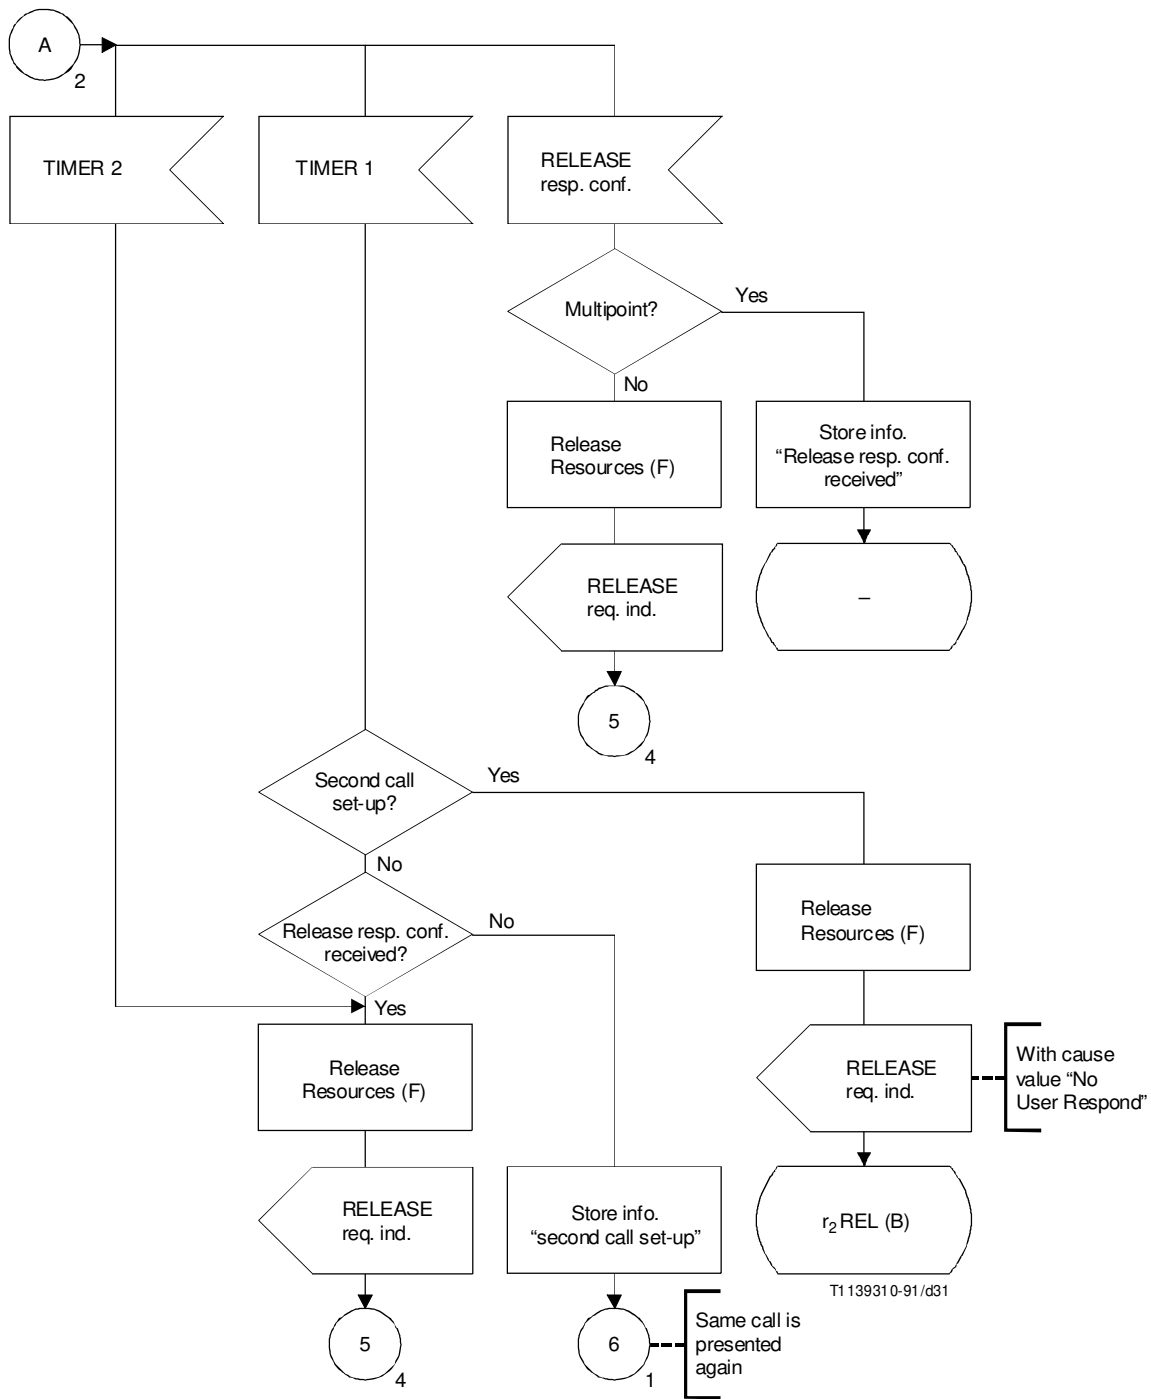 A
2
TIMER 2
TIMER 1
RELEASE
resp. conf.
Multipoint?
Yes
No
Release
Resources (F)
Store info.
“Release resp. conf.
received”
RELEASE
req. ind.
–
5
4
Second call
set-up?
Yes
No
Release resp. conf.
received?
No
Yes
Release
Resources (F)
Release
Resources (F)
RELEASE
req. ind.
With cause
value “No
User Respond”
RELEASE
req. ind.
Store info.
“second call set-up”
r2 REL (B)
T1139310-91/d31
5
4
6
1
Same call is
presented
again